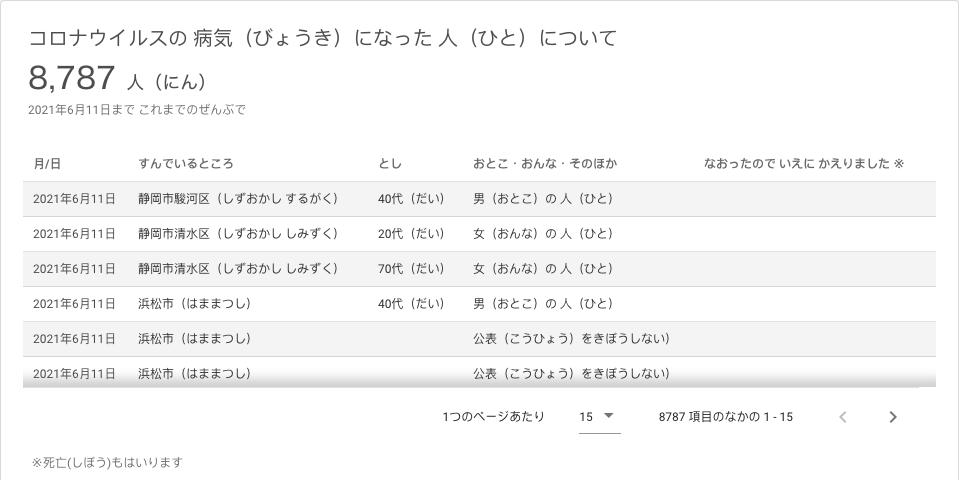 コロナウイルスの 病気（びょうき）になった 人（ひと）について
8,787 人（にん）
2021年6月11日まで これまでのぜんぶで
月/日 すんでいるところ とし おとこ・おんな・そのほか なおったので いえに かえりました ※
2021年6月11日 静岡市駿河区（しずおかし するがく） 40代（だい） 男（おとこ）の 人（ひと）
2021年6月11日 静岡市清水区（しずおかし しみずく） 20代（だい） 女（おんな）の 人（ひと）
2021年6月11日 静岡市清水区（しずおかし しみずく） 70代（だい） 女（おんな）の 人（ひと）
2021年6月11日 浜松市（はままつし） 40代（だい） 男（おとこ）の 人（ひと）
2021年6月11日 浜松市（はままつし） 公表（こうひょう）をきぼうしない）
2021年6月11日 浜松市（はままつし） 公表（こうひょう）をきぼうしない）
1つのページあたり 15 8787 項目のなかの 1 - 15
※死亡(しぼう)もはいります